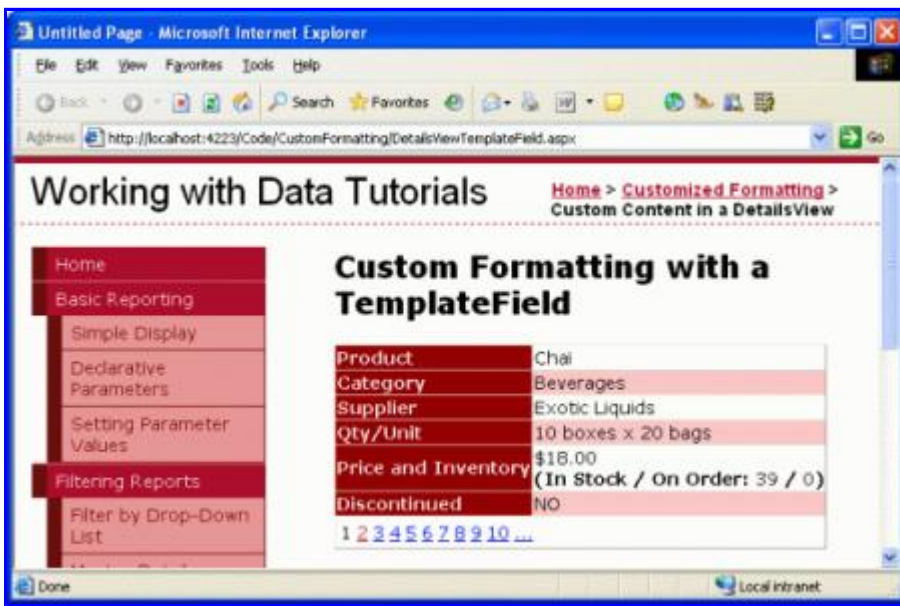 Untitled Page - Microsoft Internet Explorer
File Edit View Favorites Tools Help
Back Search Favorites
Address http://localhost:4223/Code/CustomFormatting/DetailsViewTemplateField.aspx Go
Working with Data Tutorials
Home > Customized Formatting >
Custom Content in a DetailsView
Home
Basic Reporting
Simple Display
Declarative
Parameters
Setting Parameter
Values
Filtering Reports
Filter by Drop-Down
List
Custom Formatting with a
TemplateField
Product Chai
Category Beverages
Supplier Exotic Liquids
Qty/Unit 10 boxes x 20 bags
Price and Inventory $18.00
(In Stock / On Order: 39 / 0)
Discontinued NO
1 2 3 4 5 6 7 8 9 10 ...
Done Local intranet